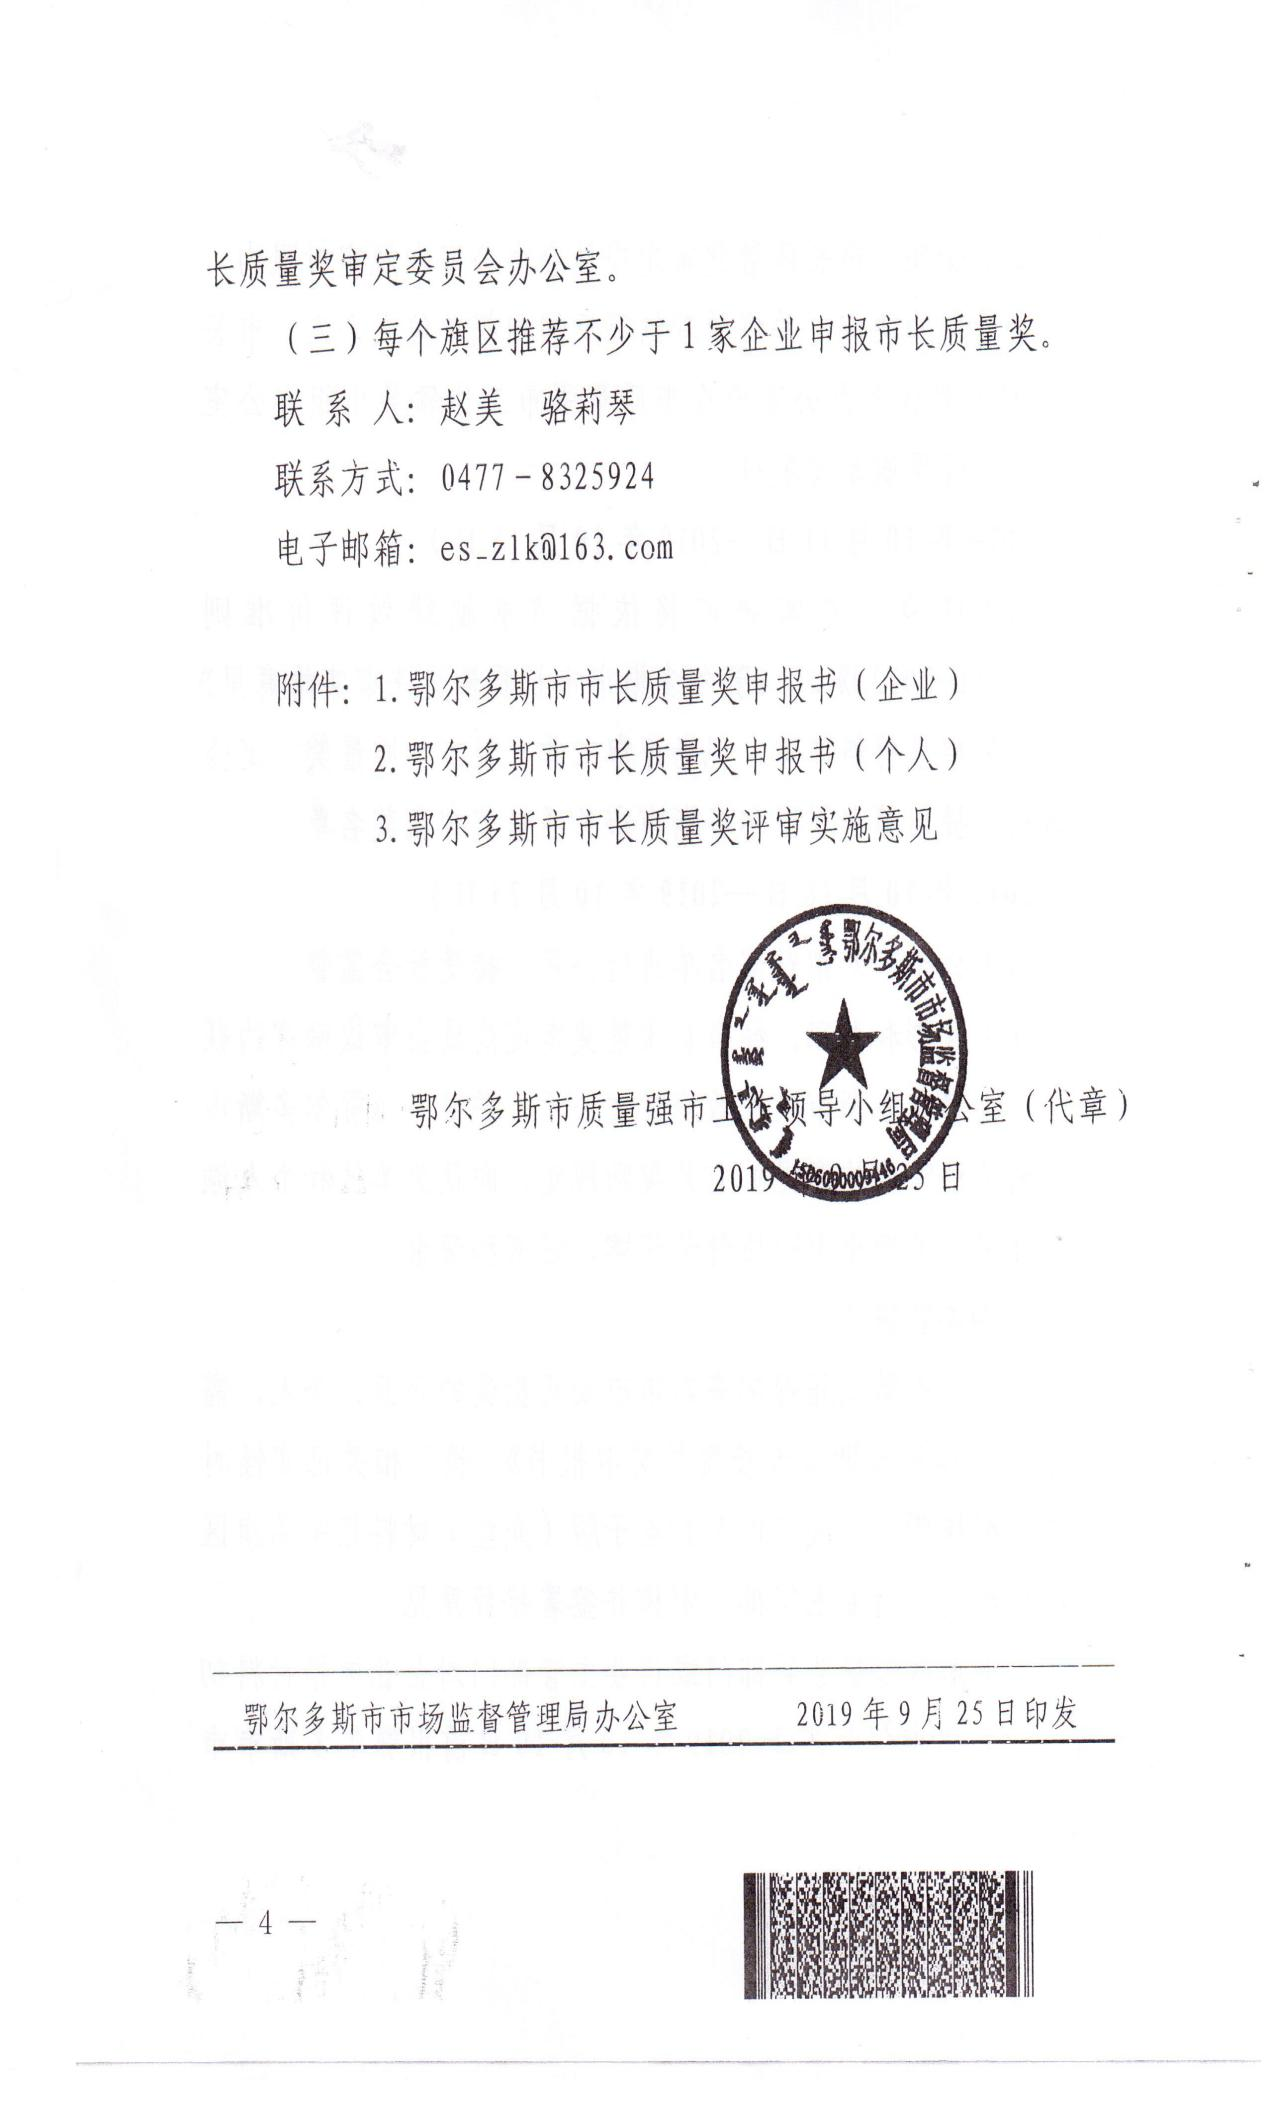 长质量奖审定委员会办公室。
（三）每个旗区推荐不少于1家企业申报市长质量奖。
联 系 人：赵美 骆莉琴
联系方式：0477-8325924
电子邮箱：es_zlk@163.com
附件：1.鄂尔多斯市市长质量奖申报书（企业）
2.鄂尔多斯市市长质量奖申报书（个人）
3.鄂尔多斯市市长质量奖评审实施意见
鄂尔多斯市市场监督管理局
鄂尔多斯市质量强市工作领导小组办公室（代章）
2019年9月25日
鄂尔多斯市市场监督管理局办公室 2019年9月25日印发
— 4 —